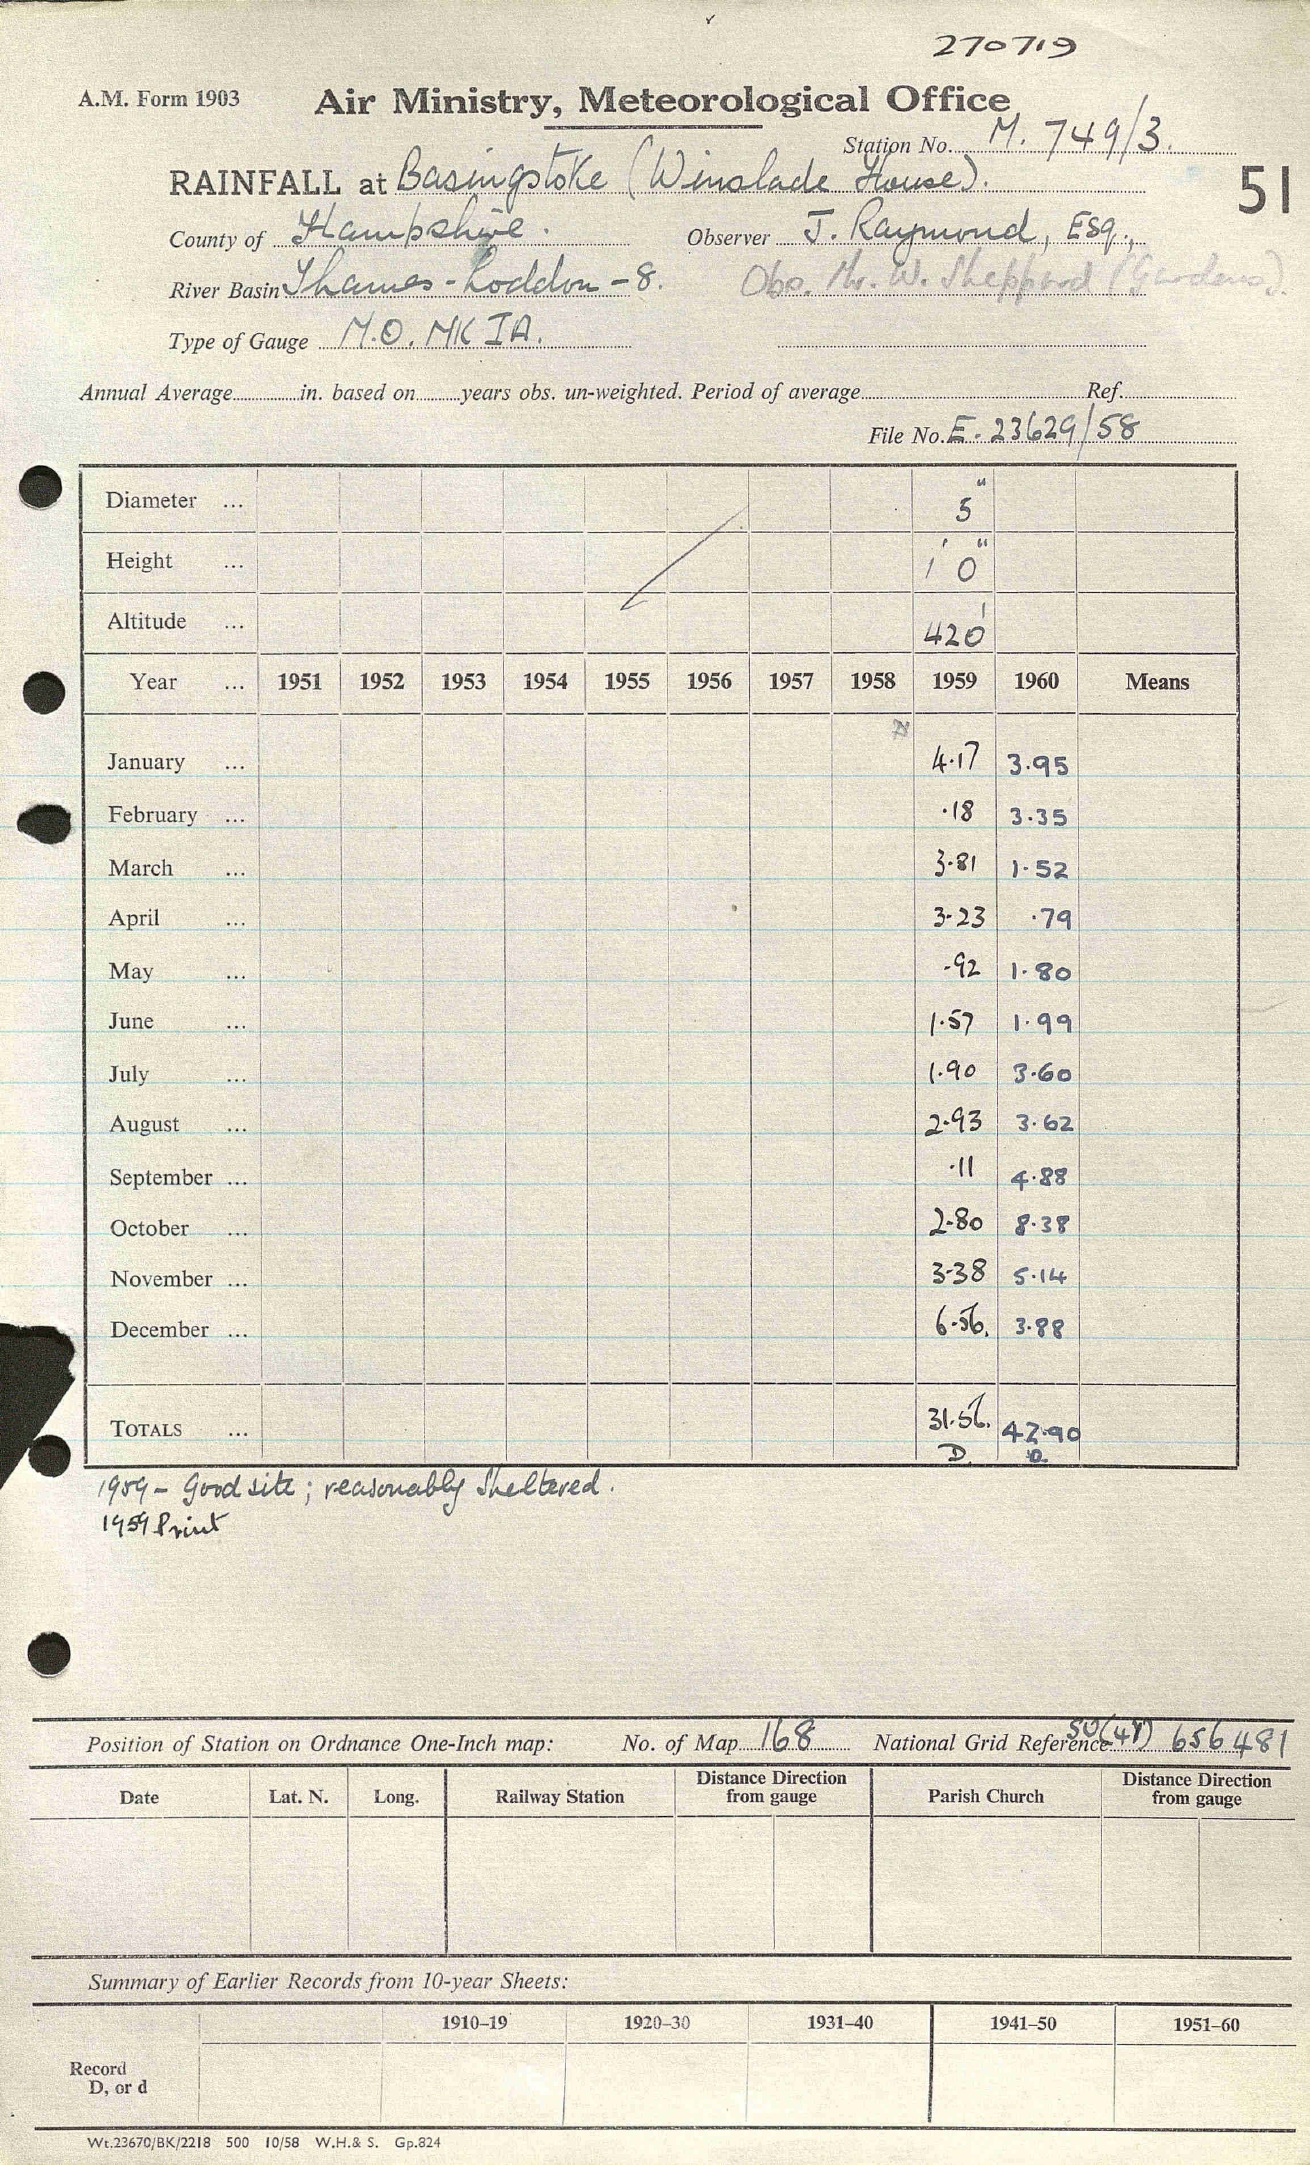 270719
A.M. Form 1903
Air Ministry, Meteorological Office
Station No. M. 749/3.
RAINFALL at Basingstoke (Winslade House).
51
County of Hampshire.
Observer J. Raymond, Esq.,
River Basin Thames-Loddon-8.
Obs. Mr. W. Sheppard (Gardener).
Type of Gauge M.O. MK IA.
Annual Average in. based on years obs. un-weighted. Period of average Ref.
File No. E.23629/58
Diameter ... 5"
Height ... 1' 0"
Altitude ... 420'
Year ... 1951 1952 1953 1954 1955 1956 1957 1958 1959 1960 Means
January ... 4.17 3.95
February ... .18 3.35
March ... 3.81 1.52
April ... 3.23 .79
May ... .92 1.80
June ... 1.57 1.99
July ... 1.90 3.60
August ... 2.93 3.62
September ... .11 4.88
October ... 2.80 8.38
November ... 3.38 5.14
December ... 6.56. 3.88
TOTALS ... 31.56. 42.90
D. D.
1959 - Good site; reasonably sheltered.
1959 Print
Position of Station on Ordnance One-Inch map: No. of Map 168 National Grid Reference SU(41) 656481
Date Lat. N. Long. Railway Station Distance Direction from gauge Parish Church Distance Direction from gauge
Summary of Earlier Records from 10-year Sheets:
1910-19 1920-30 1931-40 1941-50 1951-60
Record
D, or d
Wt.23670/BK/2218 500 10/58 W.H.& S. Gp.824